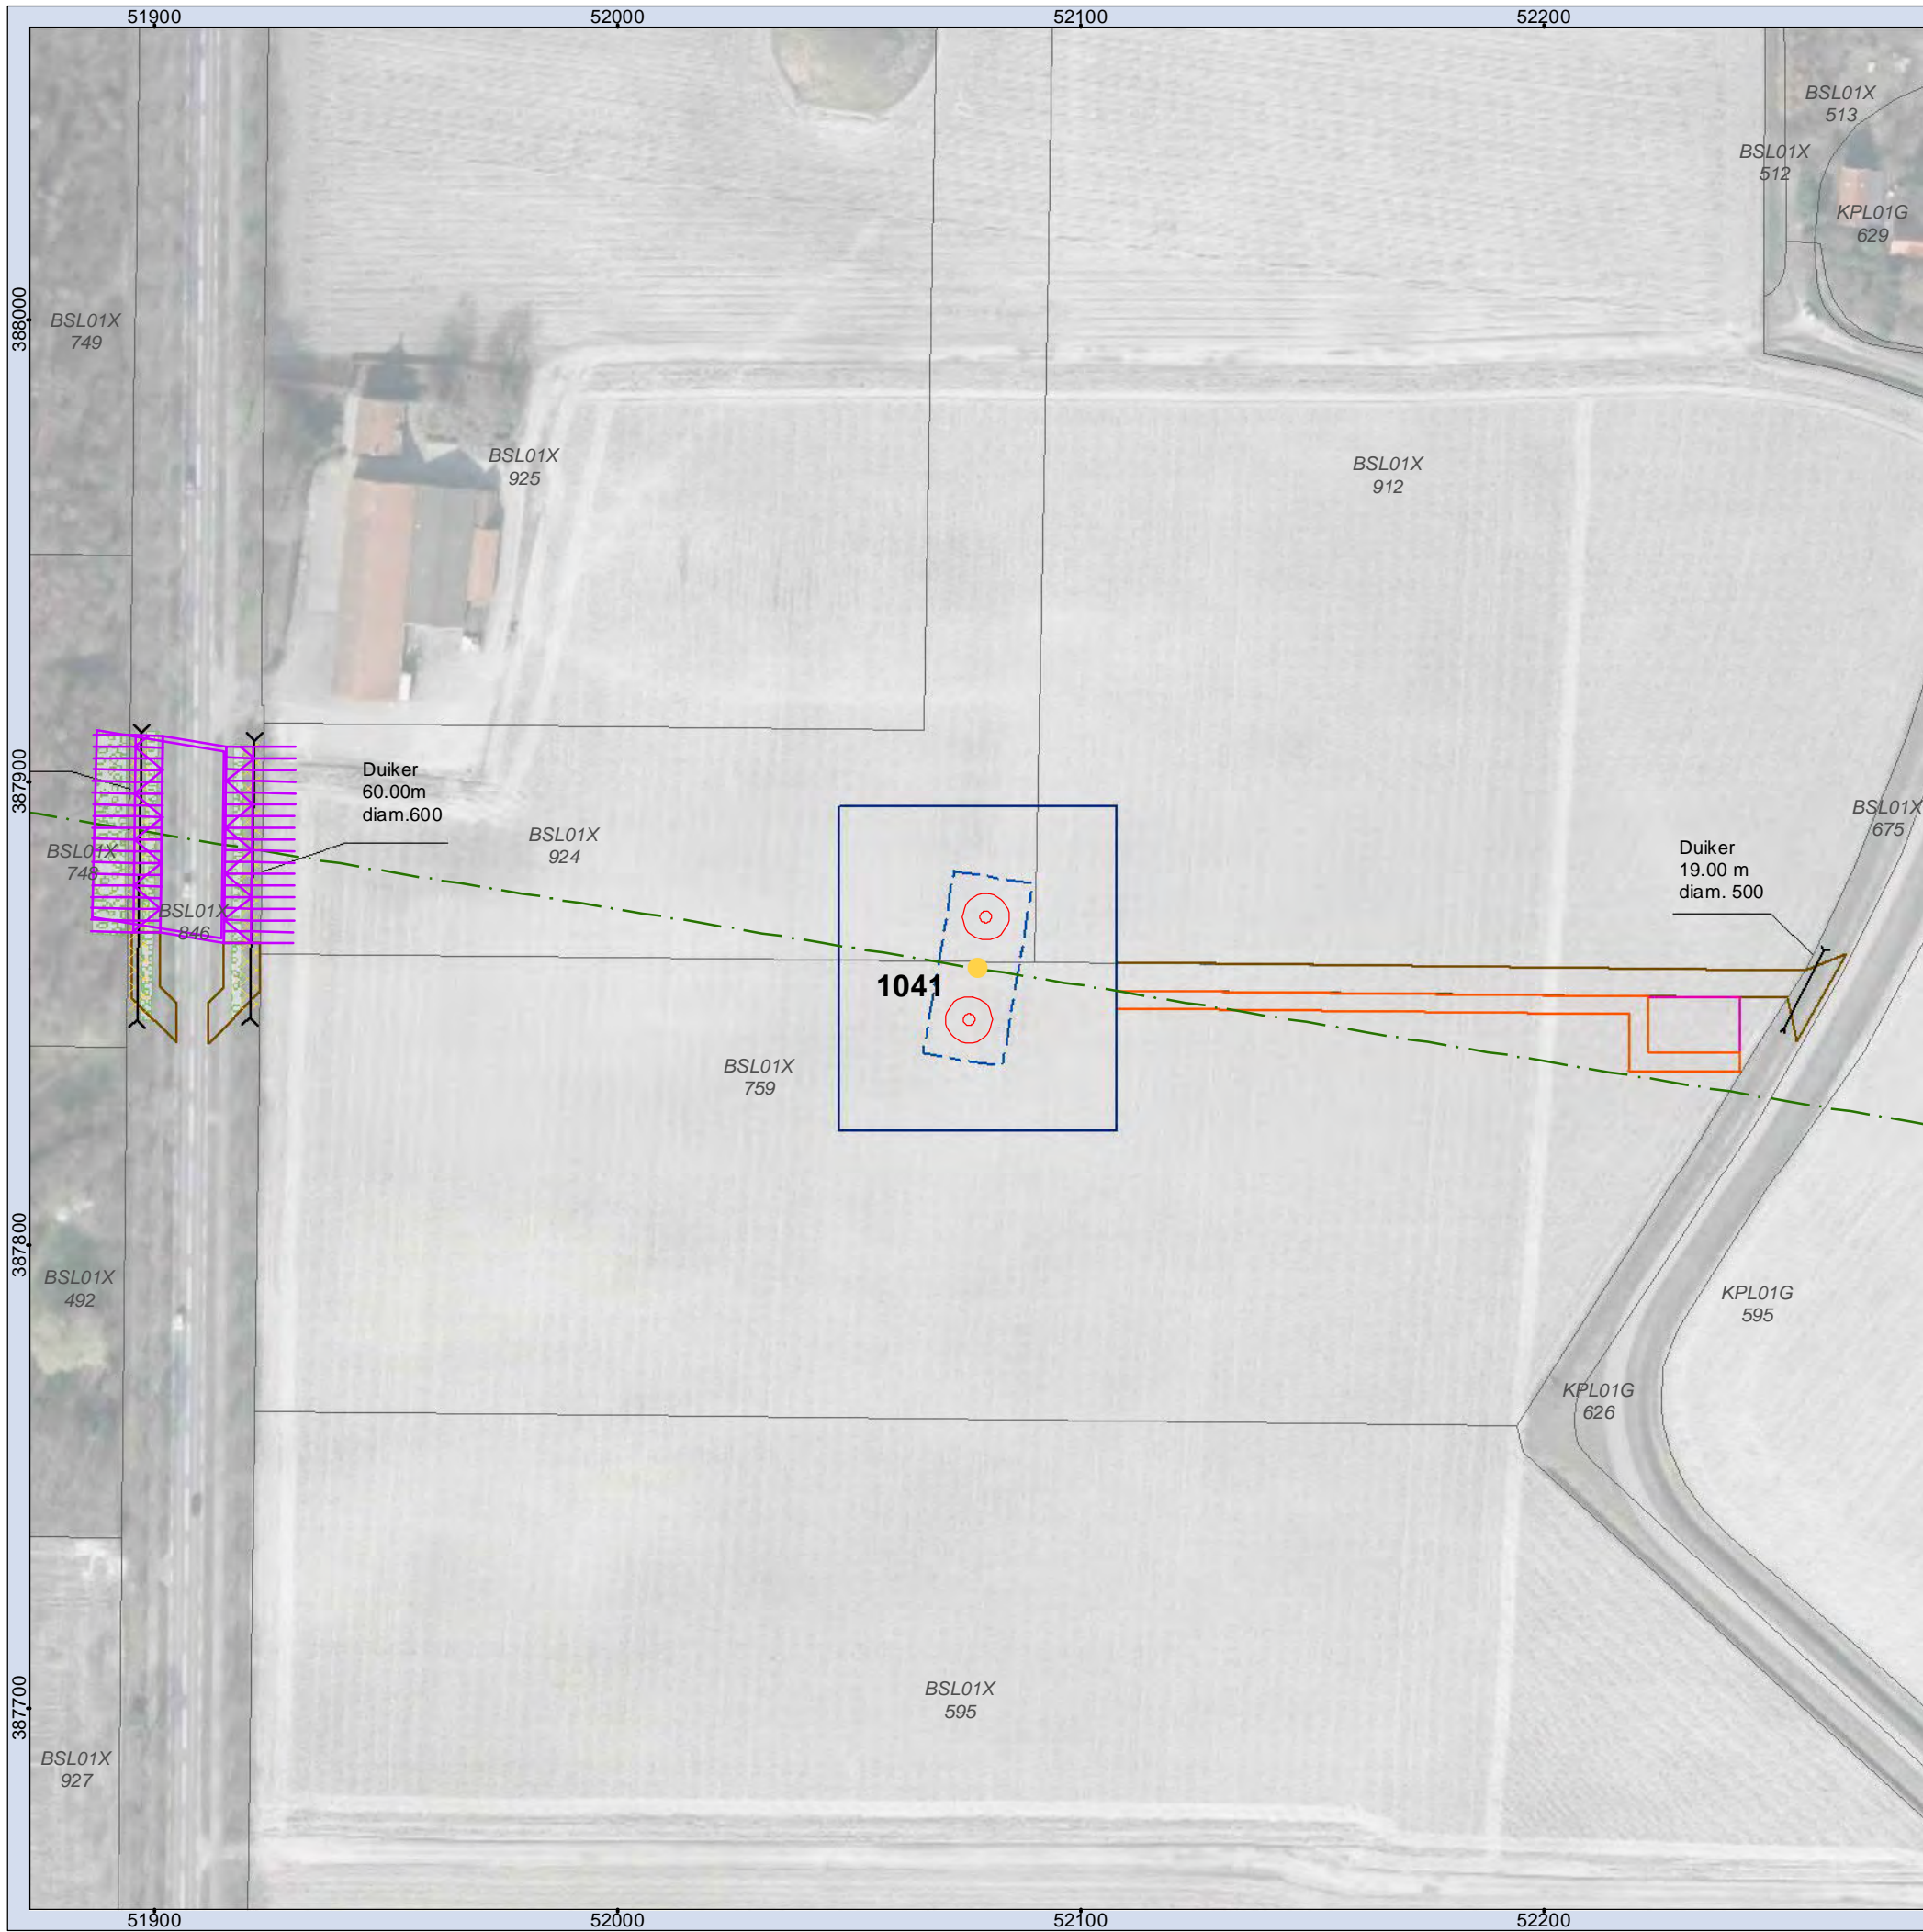 51900
52000
52100
52200
BSL01X
513
BSL01X
512
KPL01G
629
388000
BSL01X
749
BSL01X
925
BSL01X
912
387900
Duiker
60.00m
diam.600
BSL01X
924
BSL01X
748
BSL01X
846
BSL01X
675
Duiker
19.00 m
diam. 500
1041
BSL01X
759
387800
BSL01X
492
KPL01G
595
KPL01G
626
387700
BSL01X
595
BSL01X
927
51900
52000
52100
52200